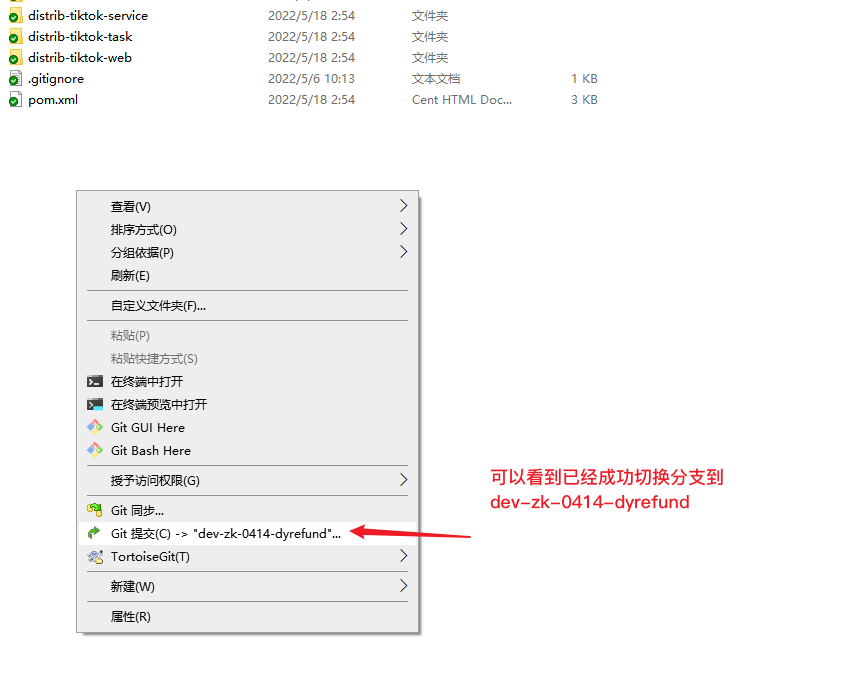 distrib-tiktok-service 2022/5/18 2:54 文件夹
distrib-tiktok-task 2022/5/18 2:54 文件夹
distrib-tiktok-web 2022/5/18 2:54 文件夹
.gitignore 2022/5/6 10:13 文本文档 1 KB
pom.xml 2022/5/18 2:54 Cent HTML Doc... 3 KB
查看(V)
排序方式(O)
分组依据(P)
刷新(E)
自定义文件夹(F)...
粘贴(P)
粘贴快捷方式(S)
在终端中打开
在终端预览中打开
Git GUI Here
Git Bash Here
授予访问权限(G)
Git 同步...
Git 提交(C) -> "dev-zk-0414-dyrefund"...
TortoiseGit(T)
新建(W)
属性(R)
可以看到已经成功切换分支到
dev-zk-0414-dyrefund